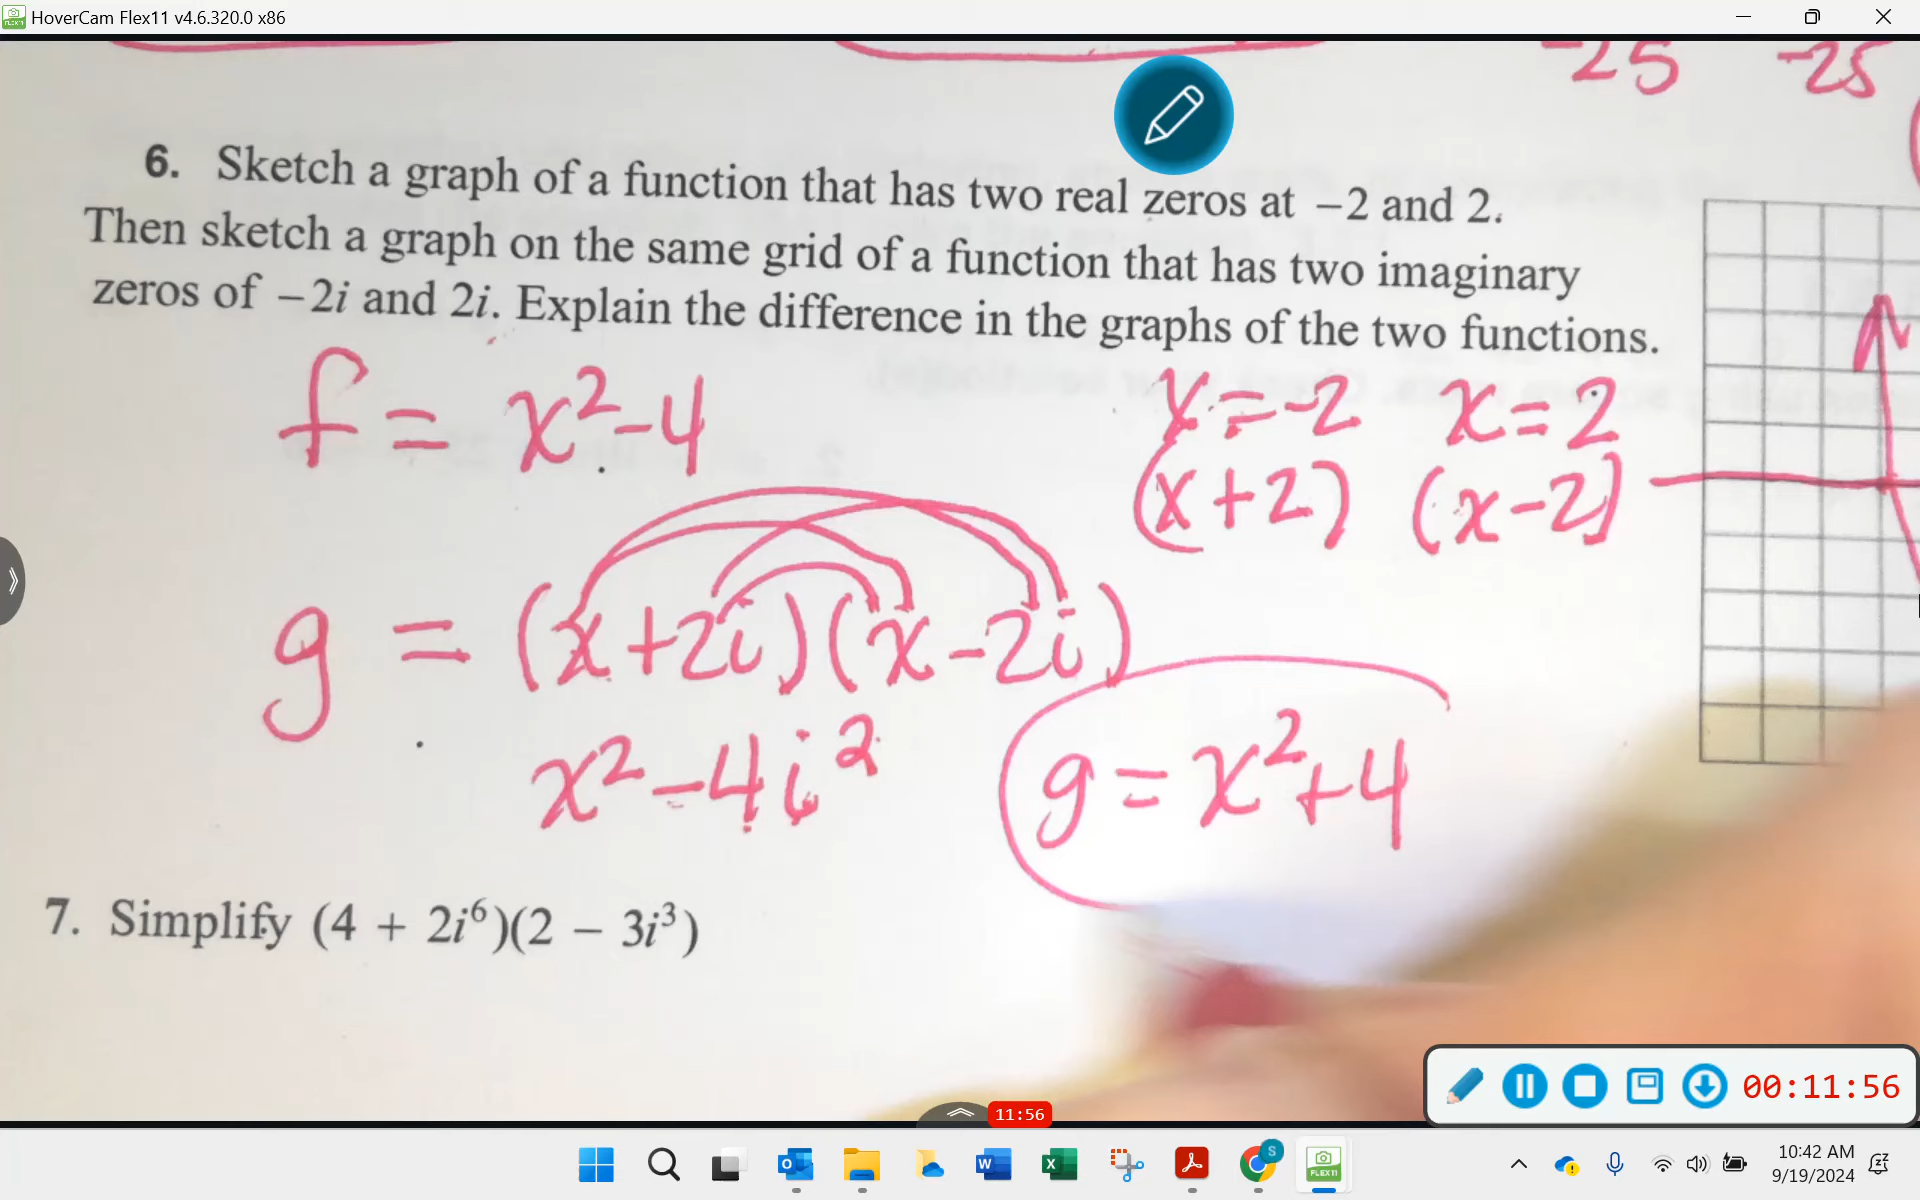 HoverCam Flex11 v4.6.320.0 x86
-25 -25
6. Sketch a graph of a function that has two real zeros at −2 and 2.
Then sketch a graph on the same grid of a function that has two imaginary
zeros of −2i and 2i. Explain the difference in the graphs of the two functions.
f = x²-4
x=-2 x=2
(x+2) (x-2)
g = (x+2i)(x-2i)
x²-4i²
g=x²+4
7. Simplify (4 + 2i⁶)(2 − 3i³)
00:11:56
11:56
S
FLEX11
10:42 AM
9/19/2024